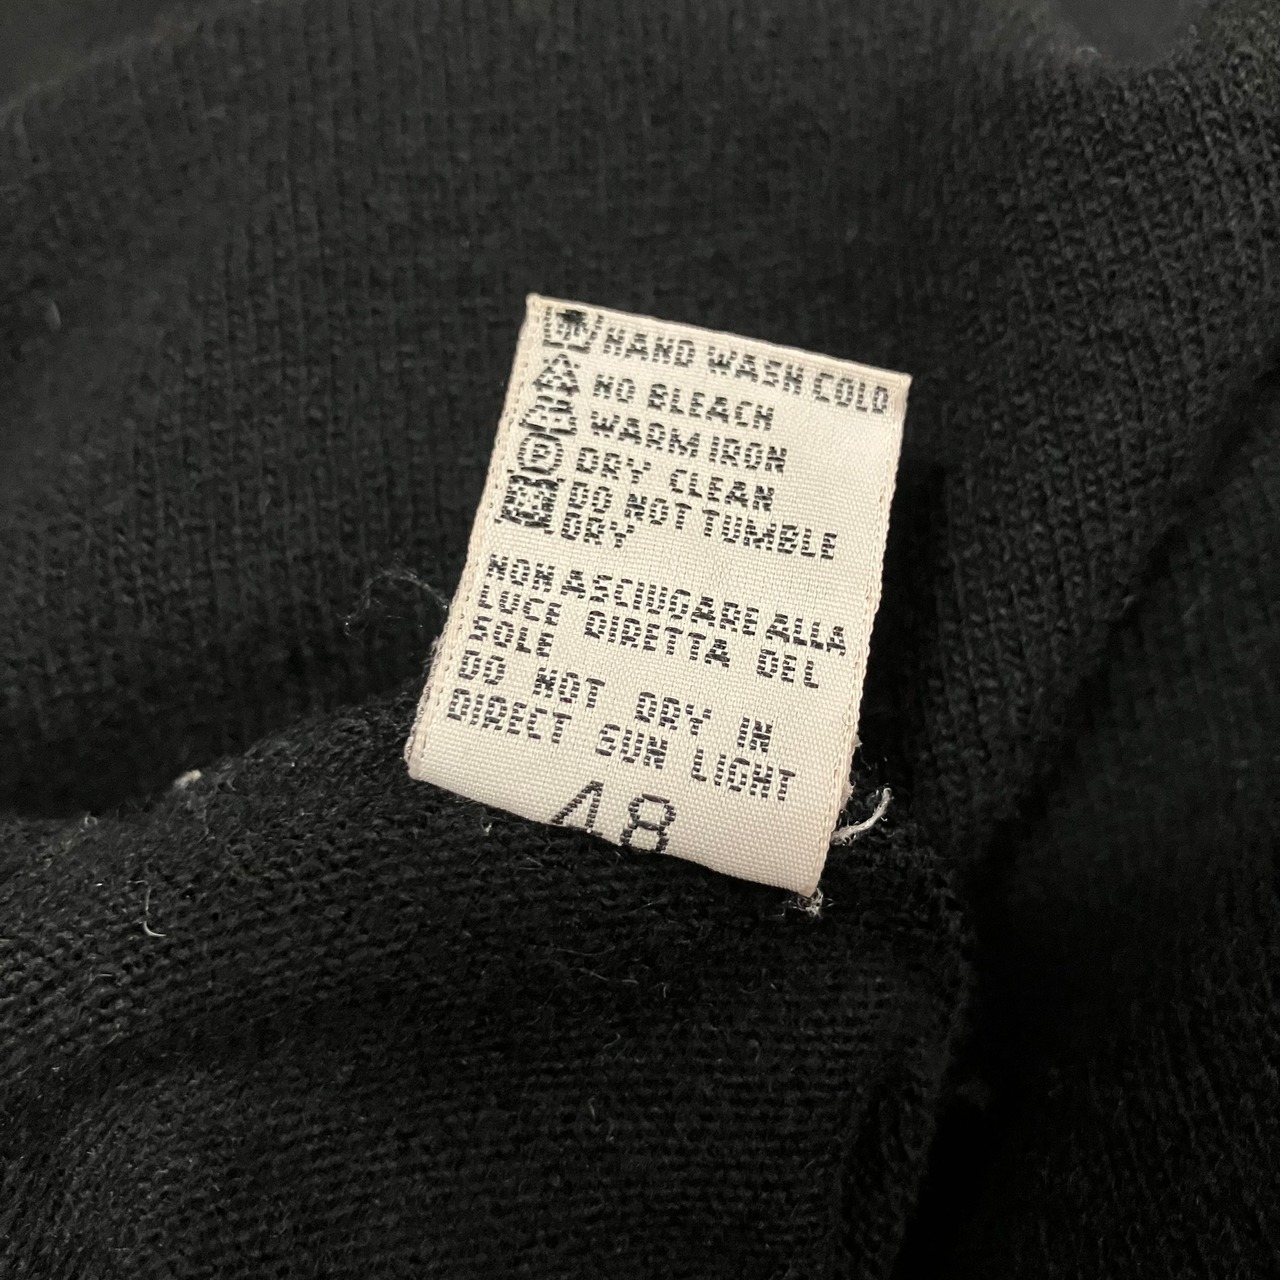 HAND WASH COLD
NO BLEACH
WARM IRON
P DRY CLEAN
DO NOT TUMBLE
DRY
NON ASCIUGARE ALLA
LUCE DIRETTA DEL
SOLE
DO NOT DRY IN
DIRECT SUN LIGHT
48